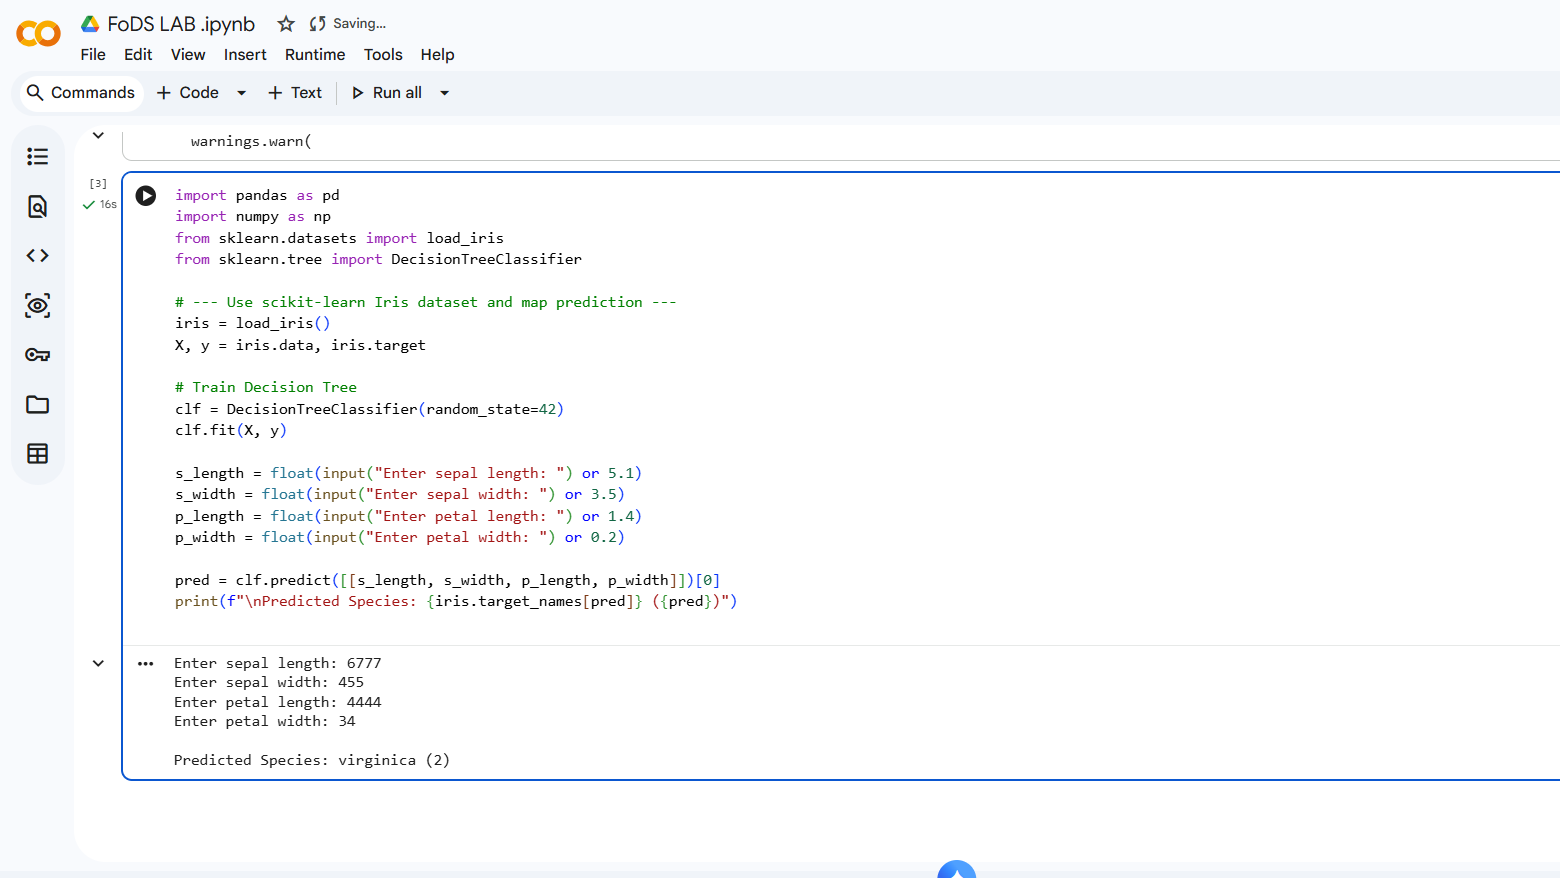 FoDS LAB .ipynb
Saving...
File Edit View Insert Runtime Tools Help
Commands + Code + Text Run all
warnings.warn(
[3]
16s
import pandas as pd
import numpy as np
from sklearn.datasets import load_iris
from sklearn.tree import DecisionTreeClassifier
# --- Use scikit-learn Iris dataset and map prediction ---
iris = load_iris()
X, y = iris.data, iris.target
# Train Decision Tree
clf = DecisionTreeClassifier(random_state=42)
clf.fit(X, y)
s_length = float(input("Enter sepal length: ") or 5.1)
s_width = float(input("Enter sepal width: ") or 3.5)
p_length = float(input("Enter petal length: ") or 1.4)
p_width = float(input("Enter petal width: ") or 0.2)
pred = clf.predict([[s_length, s_width, p_length, p_width]])[0]
print(f"\nPredicted Species: {iris.target_names[pred]} ({pred})")
Enter sepal length: 6777
Enter sepal width: 455
Enter petal length: 4444
Enter petal width: 34
Predicted Species: virginica (2)